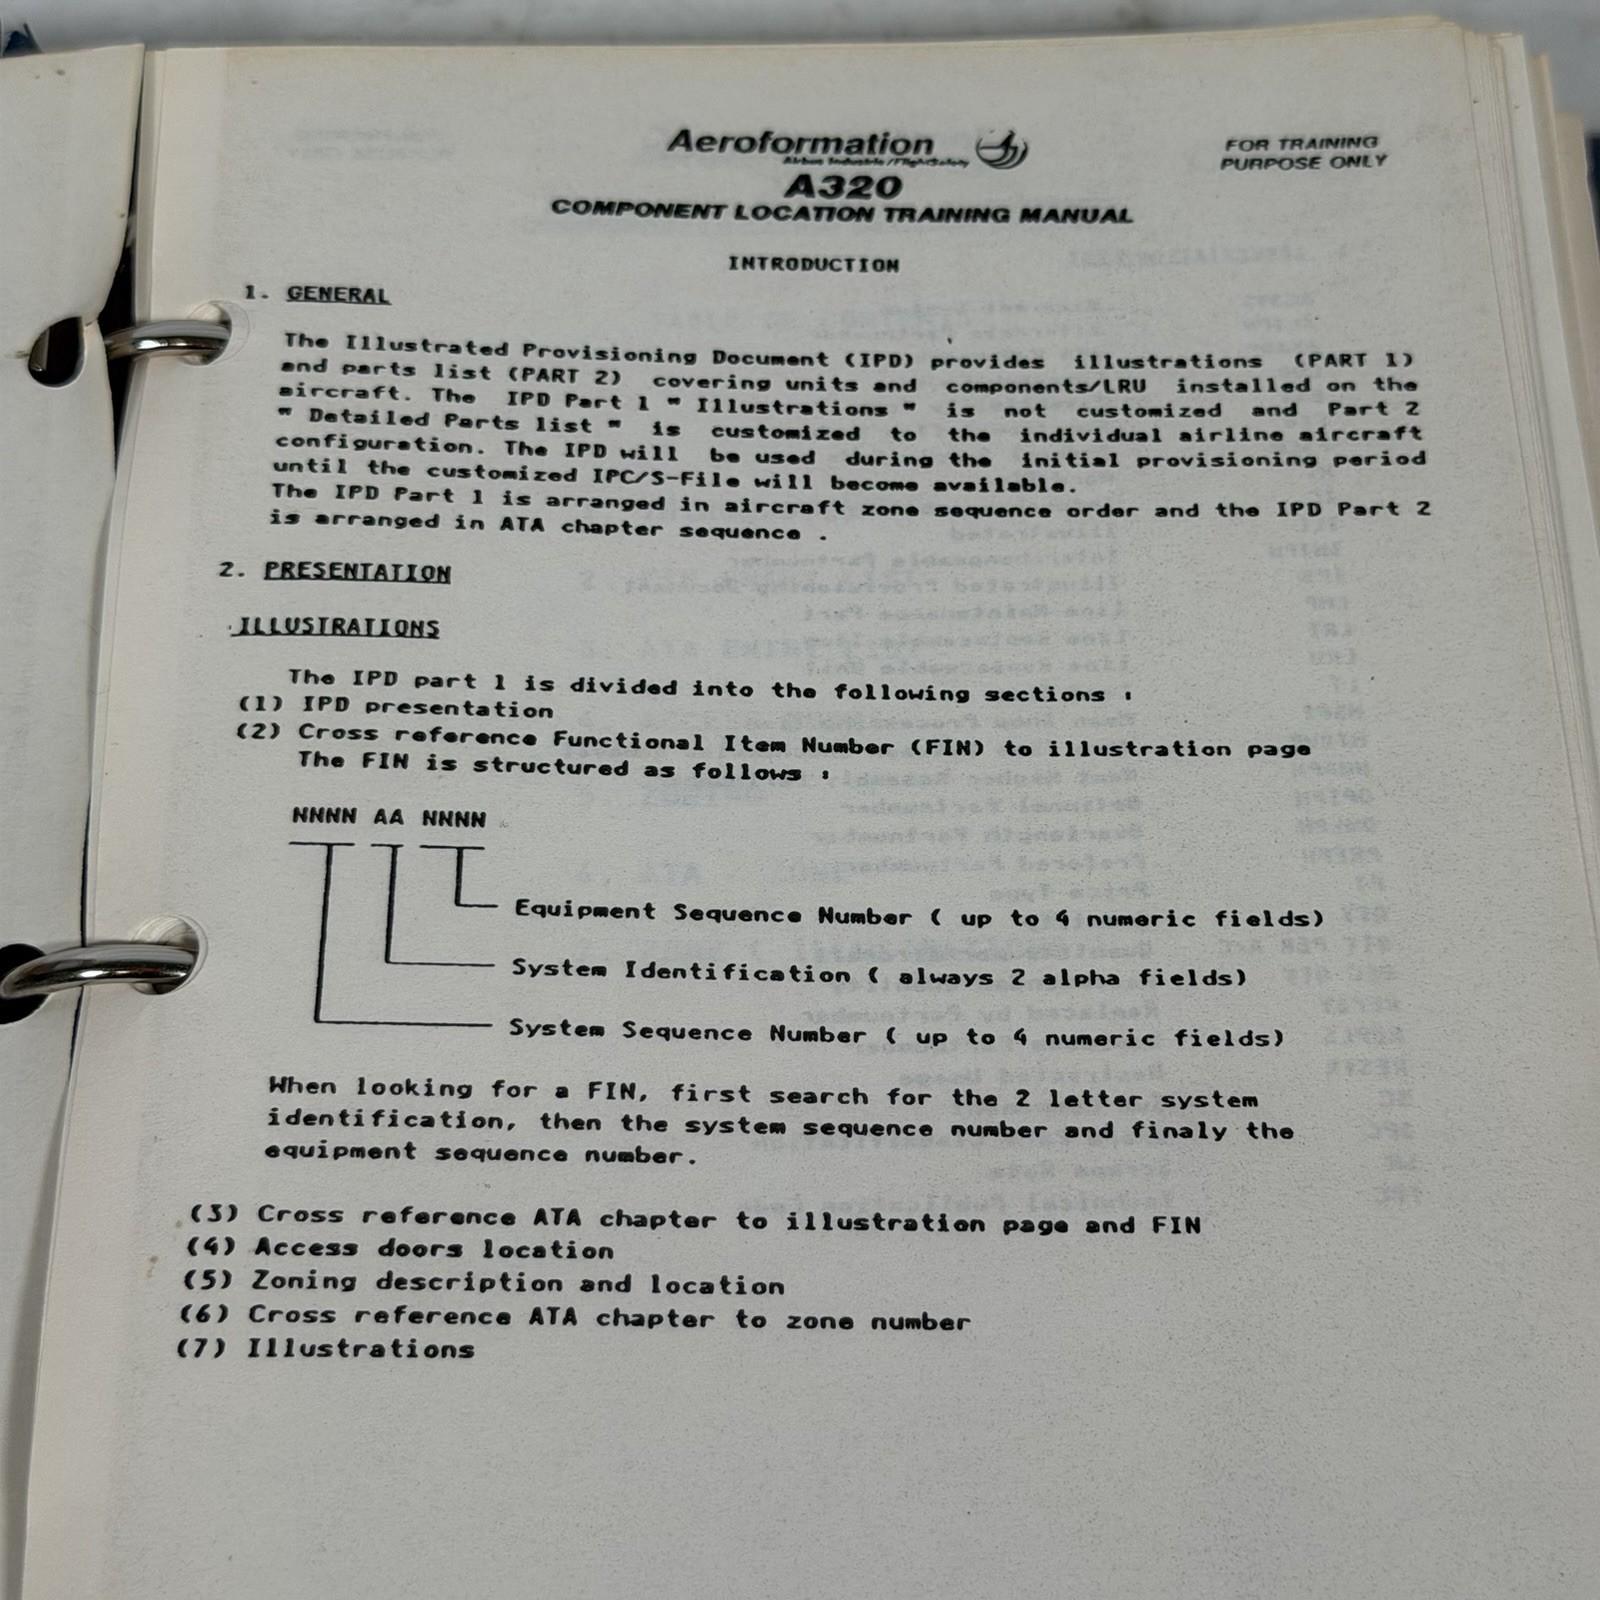 Aeroformation
Airbus Industrie/FlightSafety
FOR TRAINING
PURPOSE ONLY
A320
COMPONENT LOCATION TRAINING MANUAL
INTRODUCTION
1. GENERAL
The Illustrated Provisioning Document (IPD) provides illustrations (PART 1)
and parts list (PART 2) covering units and components/LRU installed on the
aircraft. The IPD Part 1 " Illustrations " is not customized and Part 2
" Detailed Parts list " is customized to the individual airline aircraft
configuration. The IPD will be used during the initial provisioning period
until the customized IPC/S-File will become available.
The IPD Part 1 is arranged in aircraft zone sequence order and the IPD Part 2
is arranged in ATA chapter sequence .
2. PRESENTATION
ILLUSTRATIONS
The IPD part 1 is divided into the following sections :
(1) IPD presentation
(2) Cross reference Functional Item Number (FIN) to illustration page
The FIN is structured as follows :
NNNN AA NNNN
Equipment Sequence Number ( up to 4 numeric fields)
System Identification ( always 2 alpha fields)
System Sequence Number ( up to 4 numeric fields)
When looking for a FIN, first search for the 2 letter system
identification, then the system sequence number and finaly the
equipment sequence number.
(3) Cross reference ATA chapter to illustration page and FIN
(4) Access doors location
(5) Zoning description and location
(6) Cross reference ATA chapter to zone number
(7) Illustrations